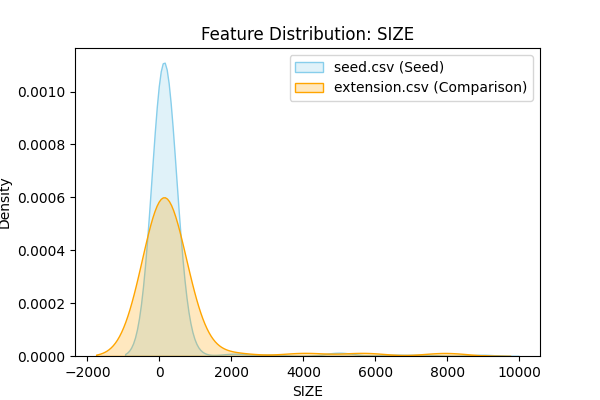 Feature Distribution: SIZE
seed.csv (Seed)
extension.csv (Comparison)
0.0010
0.0008
0.0006
0.0004
0.0002
0.0000
Density
−2000 0 2000 4000 6000 8000 10000
SIZE